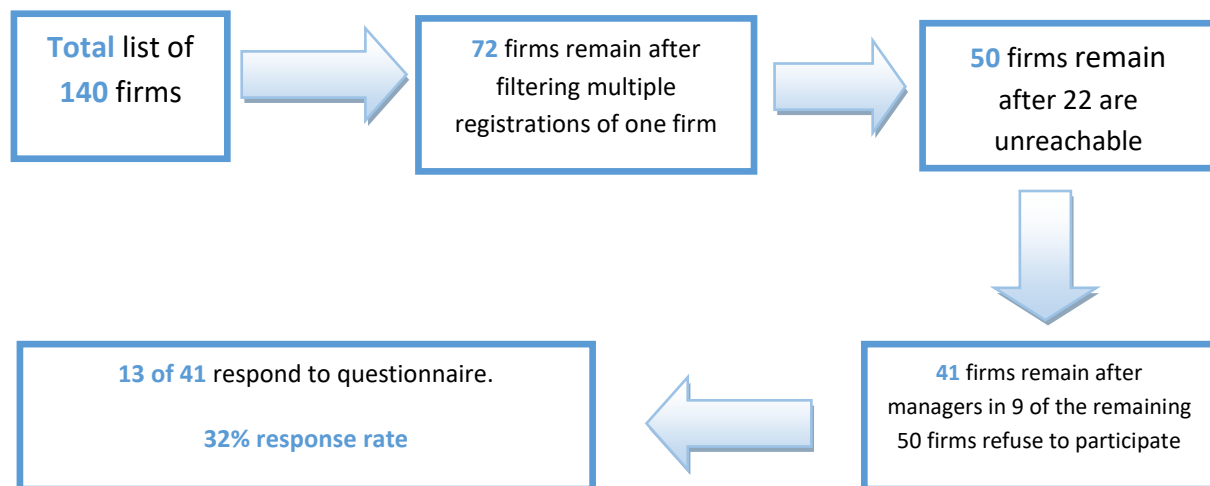 Total list of
140 firms
72 firms remain after
filtering multiple
registrations of one firm
50 firms remain
after 22 are
unreachable
41 firms remain after
managers in 9 of the remaining
50 firms refuse to participate
13 of 41 respond to questionnaire.
32% response rate